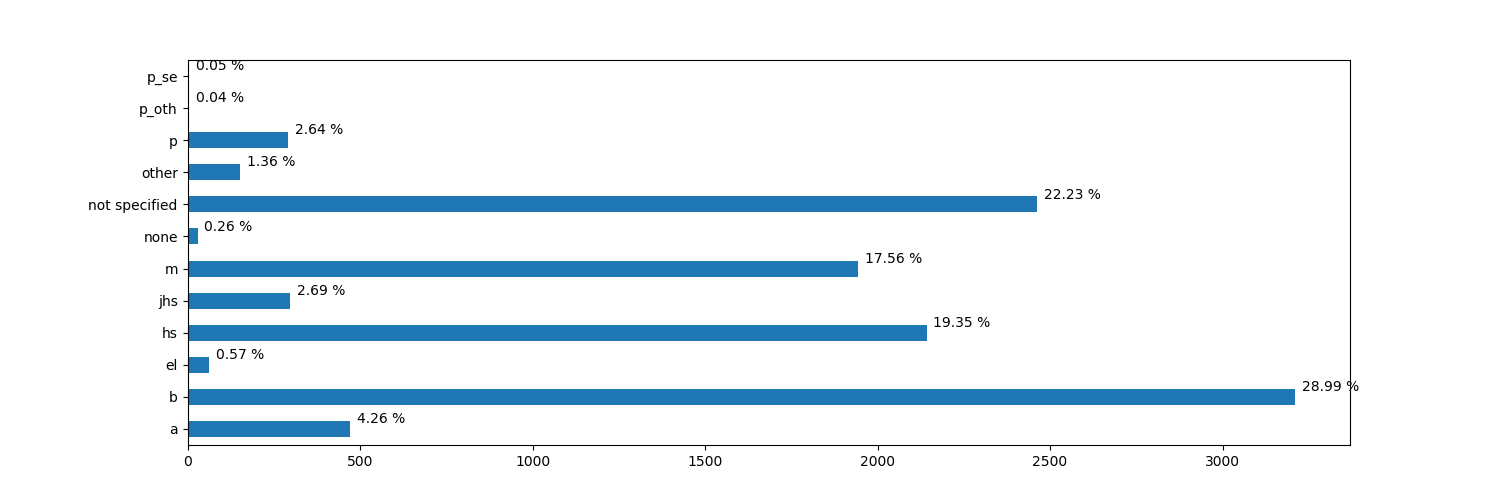 p_se 0.05 %
p_oth 0.04 %
p 2.64 %
other 1.36 %
not specified 22.23 %
none 0.26 %
m 17.56 %
jhs 2.69 %
hs 19.35 %
el 0.57 %
b 28.99 %
a 4.26 %
0 500 1000 1500 2000 2500 3000